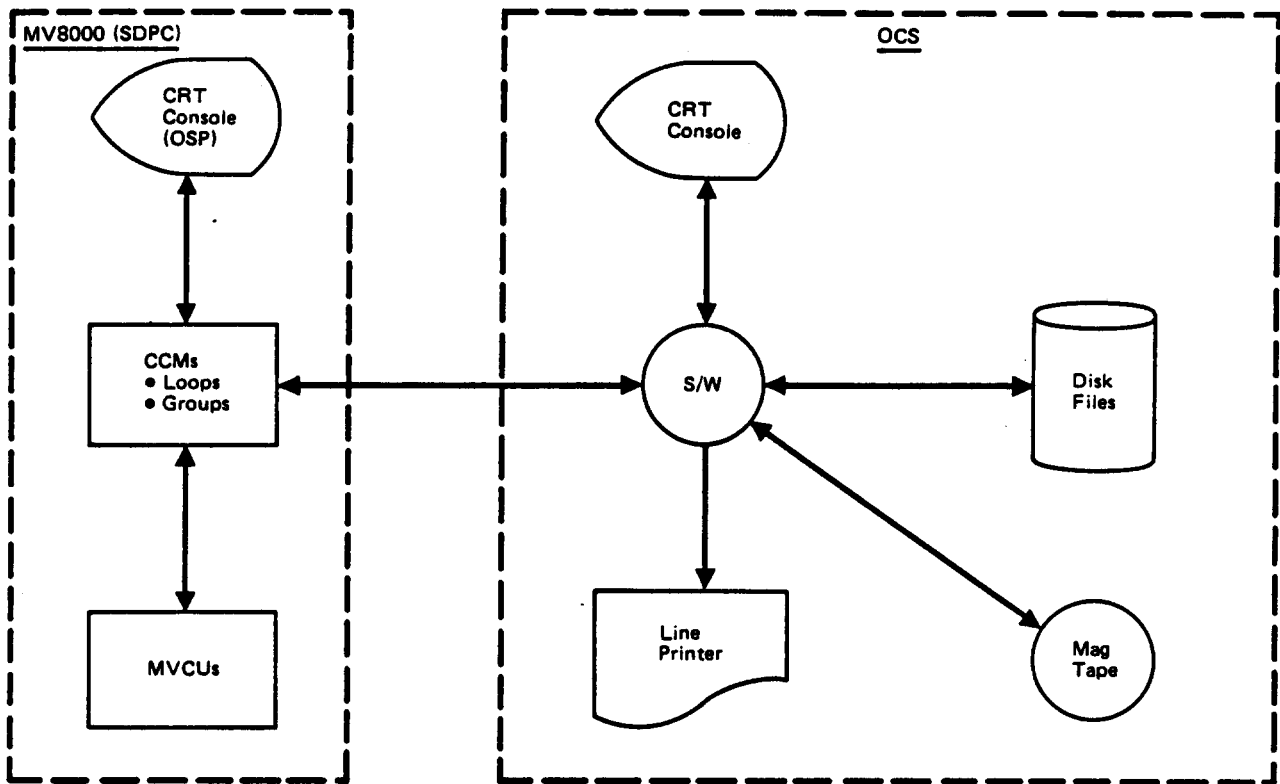 MV8000 (SDPC)
CRT
Console
(OSP)
CCMs
● Loops
● Groups
MVCUs
OCS
CRT
Console
S/W
Disk
Files
Line
Printer
Mag
Tape